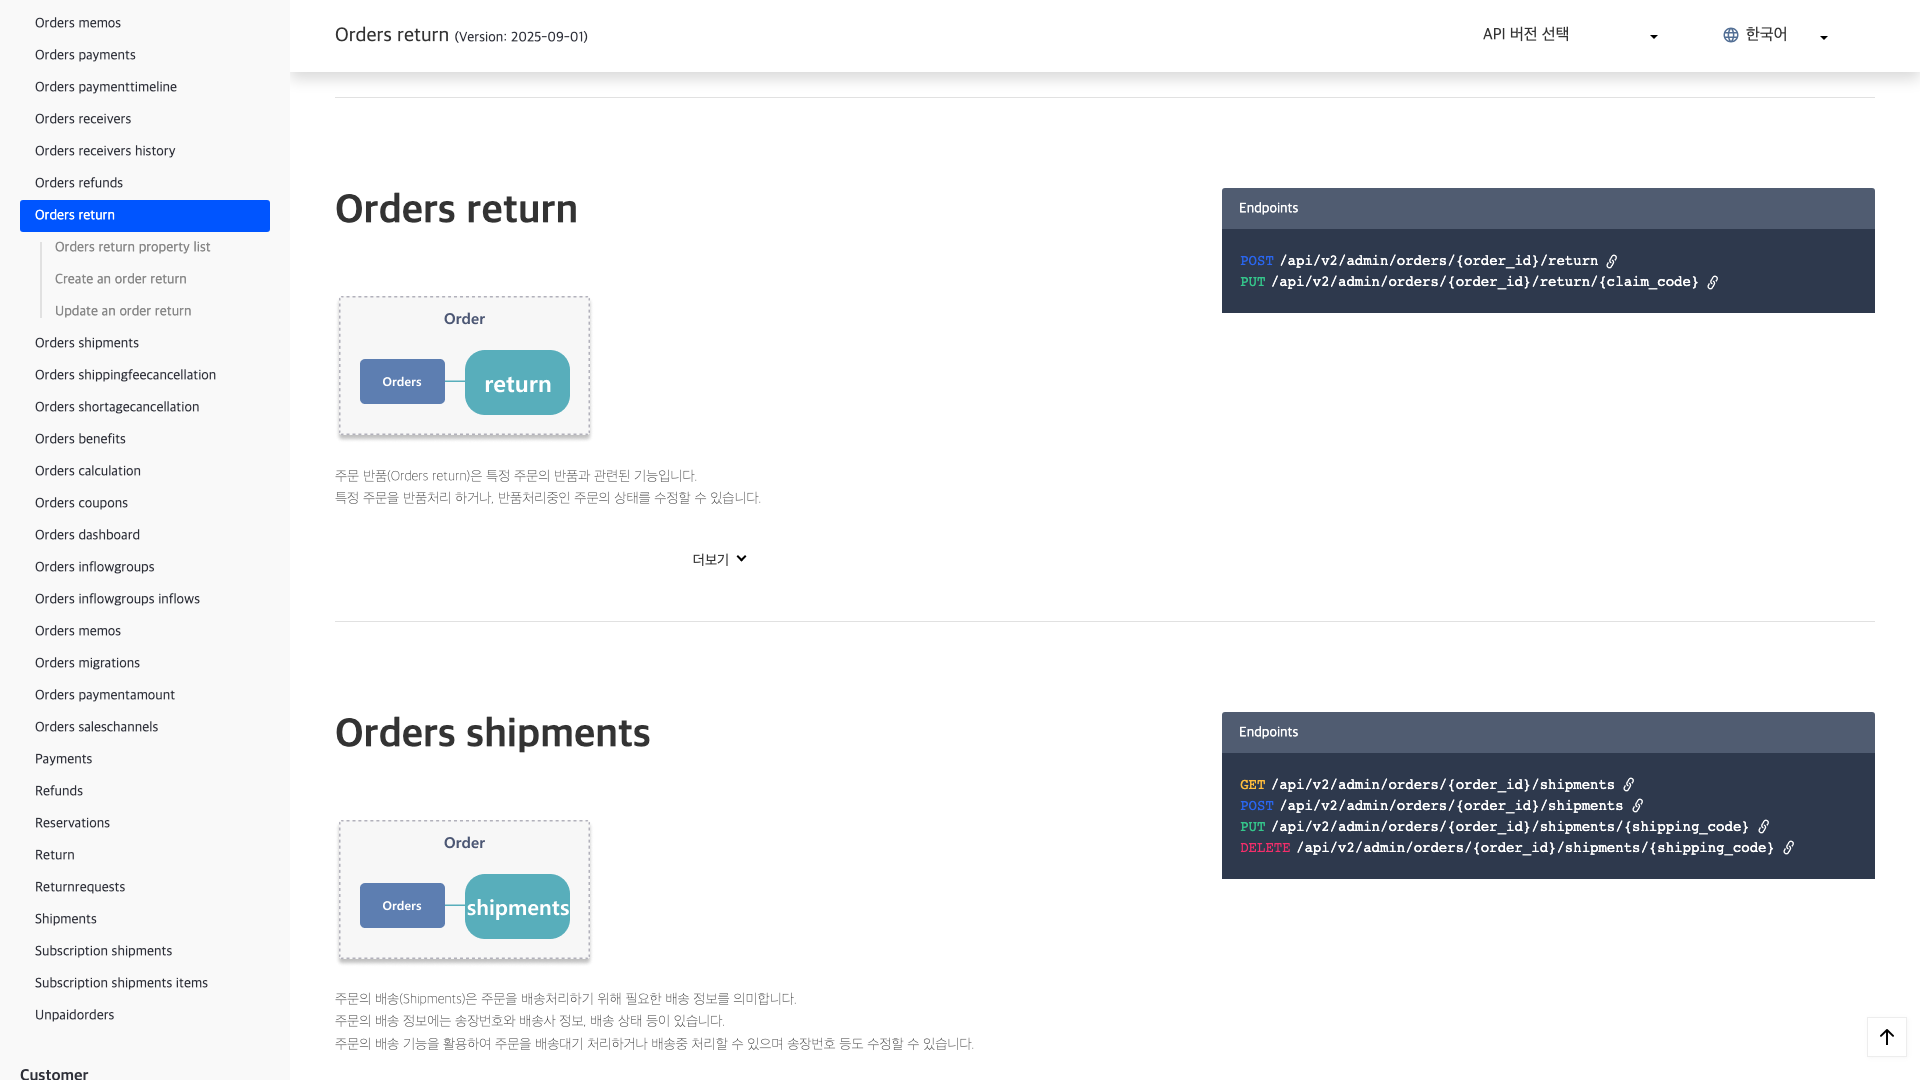 Orders memos
Orders payments
Orders paymenttimeline
Orders receivers
Orders receivers history
Orders refunds
Orders return
Orders return property list
Create an order return
Update an order return
Orders shipments
Orders shippingfeecancellation
Orders shortagecancellation
Orders benefits
Orders calculation
Orders coupons
Orders dashboard
Orders inflowgroups
Orders inflowgroups inflows
Orders memos
Orders migrations
Orders paymentamount
Orders saleschannels
Payments
Refunds
Reservations
Return
Returnrequests
Shipments
Subscription shipments
Subscription shipments items
Unpaidorders
Customer
Orders return (Version: 2025-09-01)
API 버전 선택
한국어
Orders return
Order
Orders
return
주문 반품(Orders return)은 특정 주문의 반품과 관련된 기능입니다.
특정 주문을 반품처리 하거나, 반품처리중인 주문의 상태를 수정할 수 있습니다.
더보기
Endpoints
POST /api/v2/admin/orders/{order_id}/return
PUT /api/v2/admin/orders/{order_id}/return/{claim_code}
Orders shipments
Order
Orders
shipments
주문의 배송(Shipments)은 주문을 배송처리하기 위해 필요한 배송 정보를 의미합니다.
주문의 배송 정보에는 송장번호와 배송사 정보, 배송 상태 등이 있습니다.
주문의 배송 기능을 활용하여 주문을 배송대기 처리하거나 배송중 처리할 수 있으며 송장번호 등도 수정할 수 있습니다.
Endpoints
GET /api/v2/admin/orders/{order_id}/shipments
POST /api/v2/admin/orders/{order_id}/shipments
PUT /api/v2/admin/orders/{order_id}/shipments/{shipping_code}
DELETE /api/v2/admin/orders/{order_id}/shipments/{shipping_code}